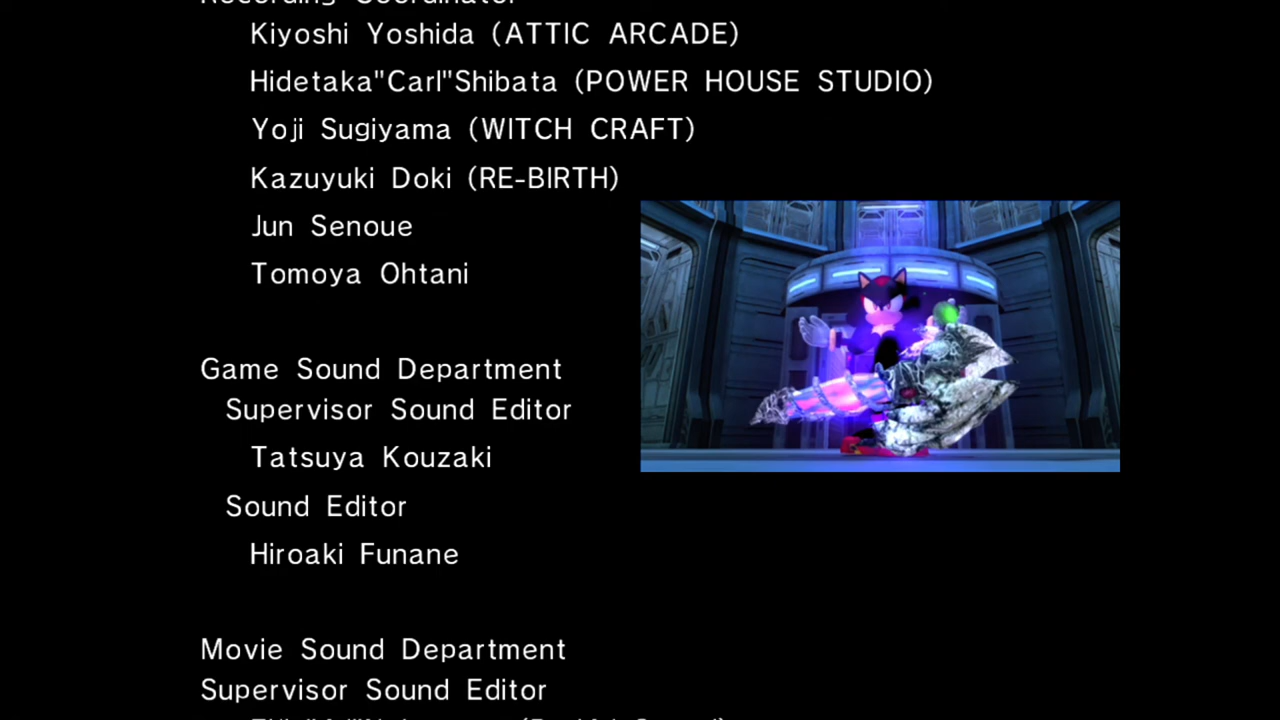 Recording Coordinator
Kiyoshi Yoshida (ATTIC ARCADE)
Hidetaka"Carl"Shibata (POWER HOUSE STUDIO)
Yoji Sugiyama (WITCH CRAFT)
Kazuyuki Doki (RE-BIRTH)
Jun Senoue
Tomoya Ohtani
Game Sound Department
Supervisor Sound Editor
Tatsuya Kouzaki
Sound Editor
Hiroaki Funane
Movie Sound Department
Supervisor Sound Editor